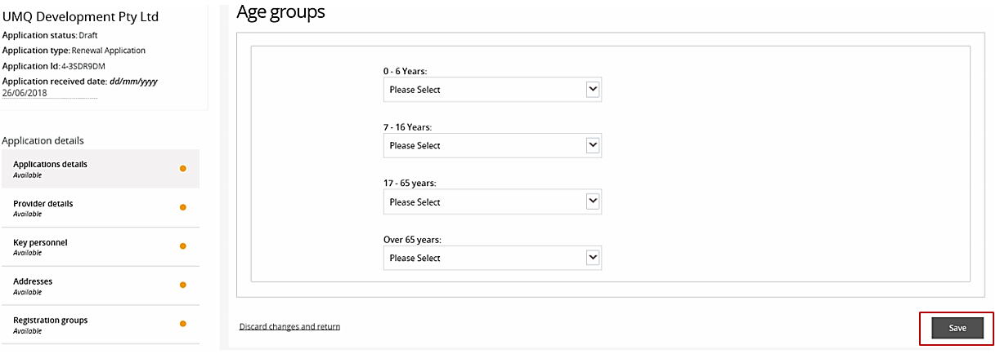 UMQ Development Pty Ltd
Application status: Draft
Application type: Renewal Application
Application Id: 4-3SDR9DM
Application received date: dd/mm/yyyy
26/06/2018
Application details
Applications details
Available
Provider details
Available
Key personnel
Available
Addresses
Available
Registration groups
Available
Age groups
0 - 6 Years:
Please Select
7 - 16 Years:
Please Select
17 - 65 years:
Please Select
Over 65 years:
Please Select
Discard changes and return
Save